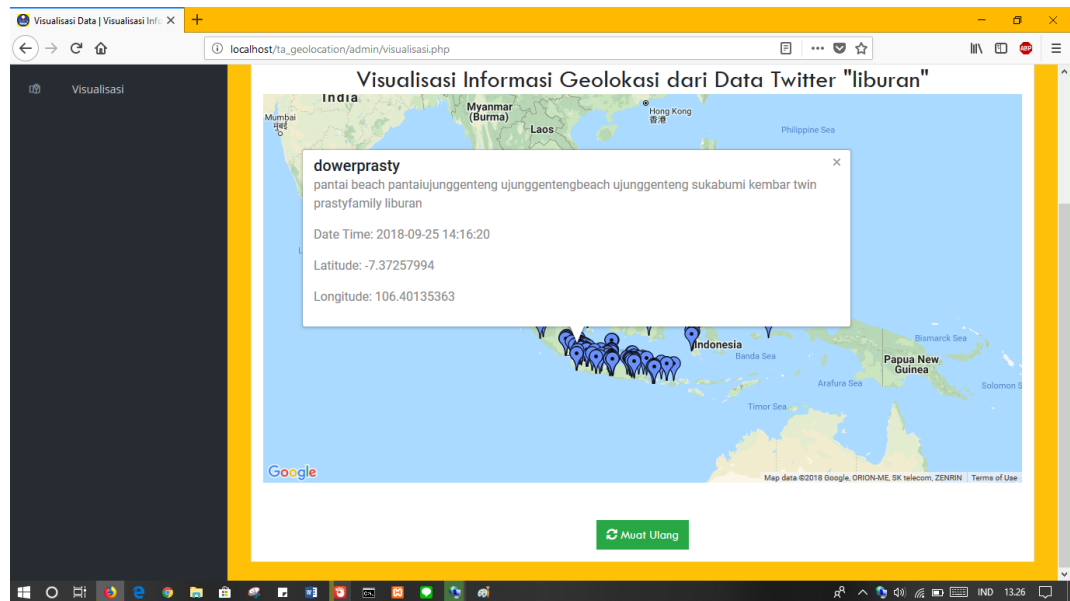 Visualisasi Data | Visualisasi Info
localhost/ta_geolocation/admin/visualisasi.php
ABP
Visualisasi
Visualisasi Informasi Geolokasi dari Data Twitter "liburan"
India
Mumbai
मुंबई
Myanmar
(Burma)
Laos
Hong Kong
香港
Philippine Sea
dowerprasty
pantai beach pantaiujunggenteng ujunggentengbeach ujunggenteng sukabumi kembar twin
prastyfamily liburan
Date Time: 2018-09-25 14:16:20
Latitude: -7.37257994
Longitude: 106.40135363
Indonesia
Banda Sea
Bismarck Sea
Papua New
Guinea
Arafura Sea
Solomon S
Timor Sea
Google
Map data ©2018 Google, ORION-ME, SK telecom, ZENRIN
Terms of Use
Muat Ulang
IND
13.26